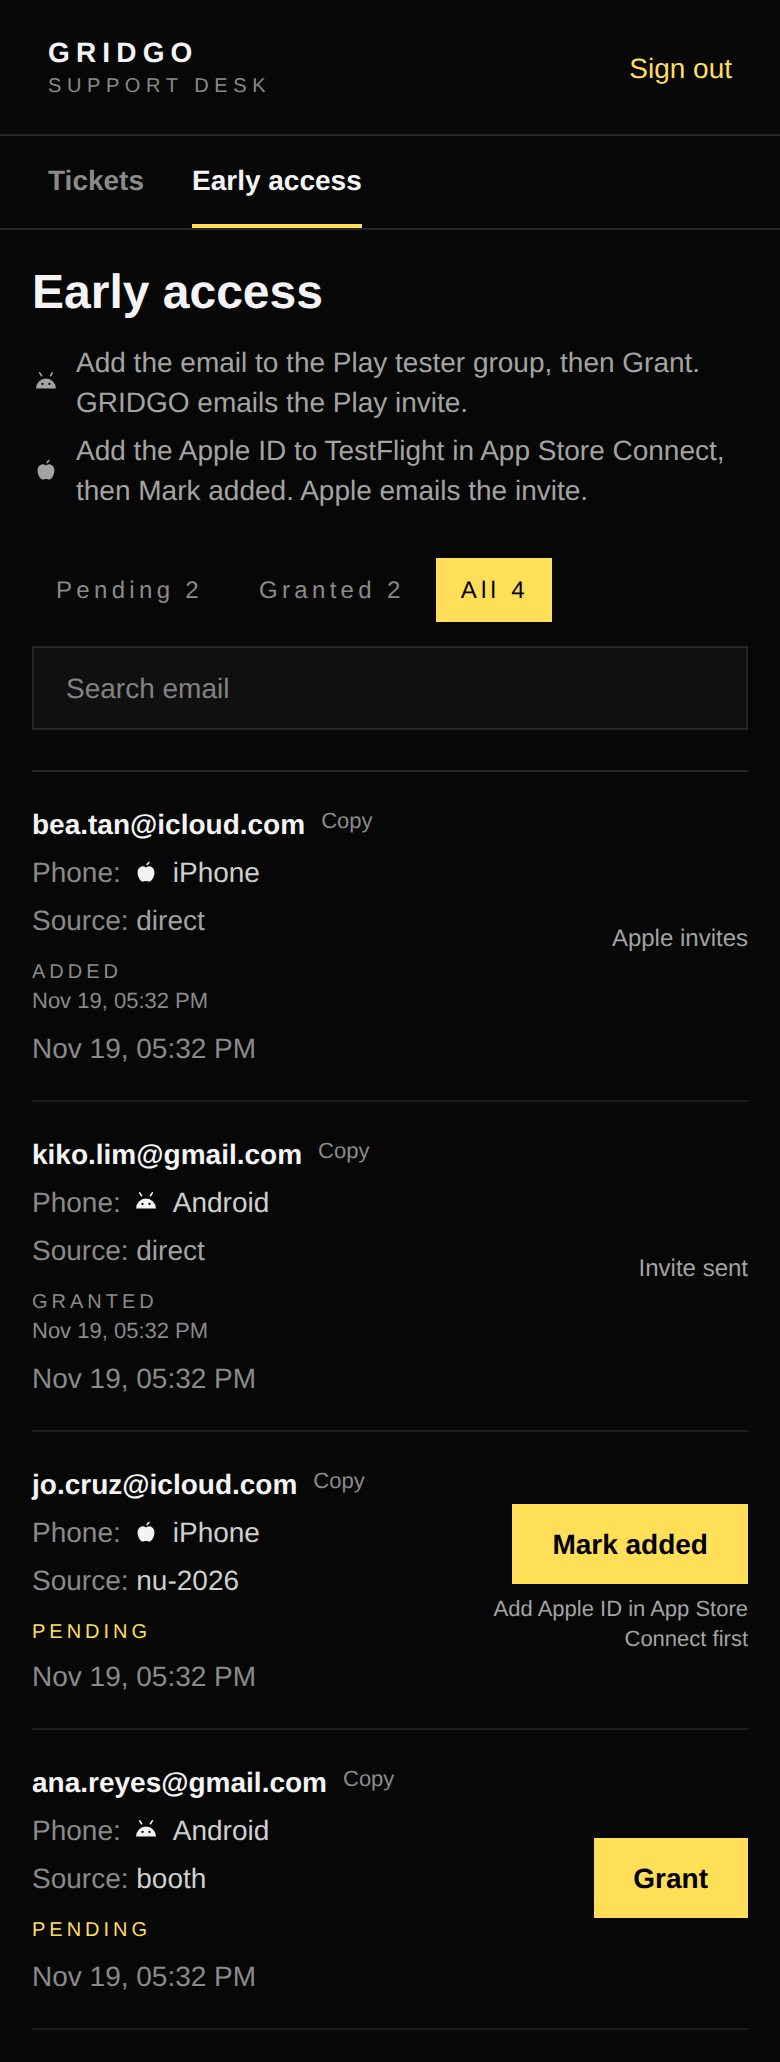 GRIDGO
SUPPORT DESK
Sign out
Tickets
Early access
Early access
Add the email to the Play tester group, then Grant.
GRIDGO emails the Play invite.
Add the Apple ID to TestFlight in App Store Connect,
then Mark added. Apple emails the invite.
Pending 2
Granted 2
All 4
Search email
bea.tan@icloud.com Copy
Phone: iPhone
Source: direct
Apple invites
ADDED
Nov 19, 05:32 PM
Nov 19, 05:32 PM
kiko.lim@gmail.com Copy
Phone: Android
Source: direct
Invite sent
GRANTED
Nov 19, 05:32 PM
Nov 19, 05:32 PM
jo.cruz@icloud.com Copy
Phone: iPhone
Source: nu-2026
PENDING
Nov 19, 05:32 PM
Mark added
Add Apple ID in App Store
Connect first
ana.reyes@gmail.com Copy
Phone: Android
Source: booth
PENDING
Nov 19, 05:32 PM
Grant